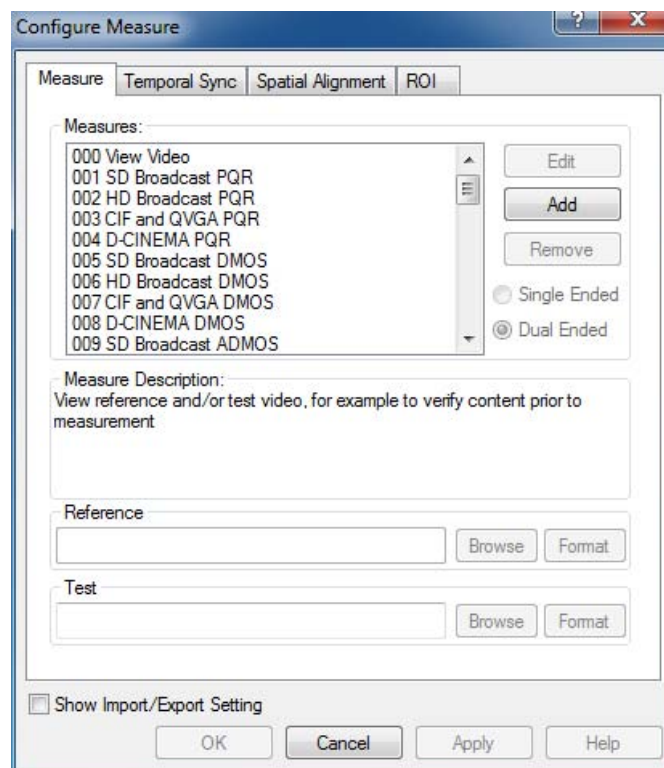 Configure Measure
?
Measure Temporal Sync Spatial Alignment ROI
Measures:
000 View Video
001 SD Broadcast PQR
002 HD Broadcast PQR
003 CIF and QVGA PQR
004 D-CINEMA PQR
005 SD Broadcast DMOS
006 HD Broadcast DMOS
007 CIF and QVGA DMOS
008 D-CINEMA DMOS
009 SD Broadcast ADMOS
Edit
Add
Remove
Single Ended
Dual Ended
Measure Description:
View reference and/or test video, for example to verify content prior to
measurement
Reference
Browse Format
Test
Browse Format
Show Import/Export Setting
OK Cancel Apply Help